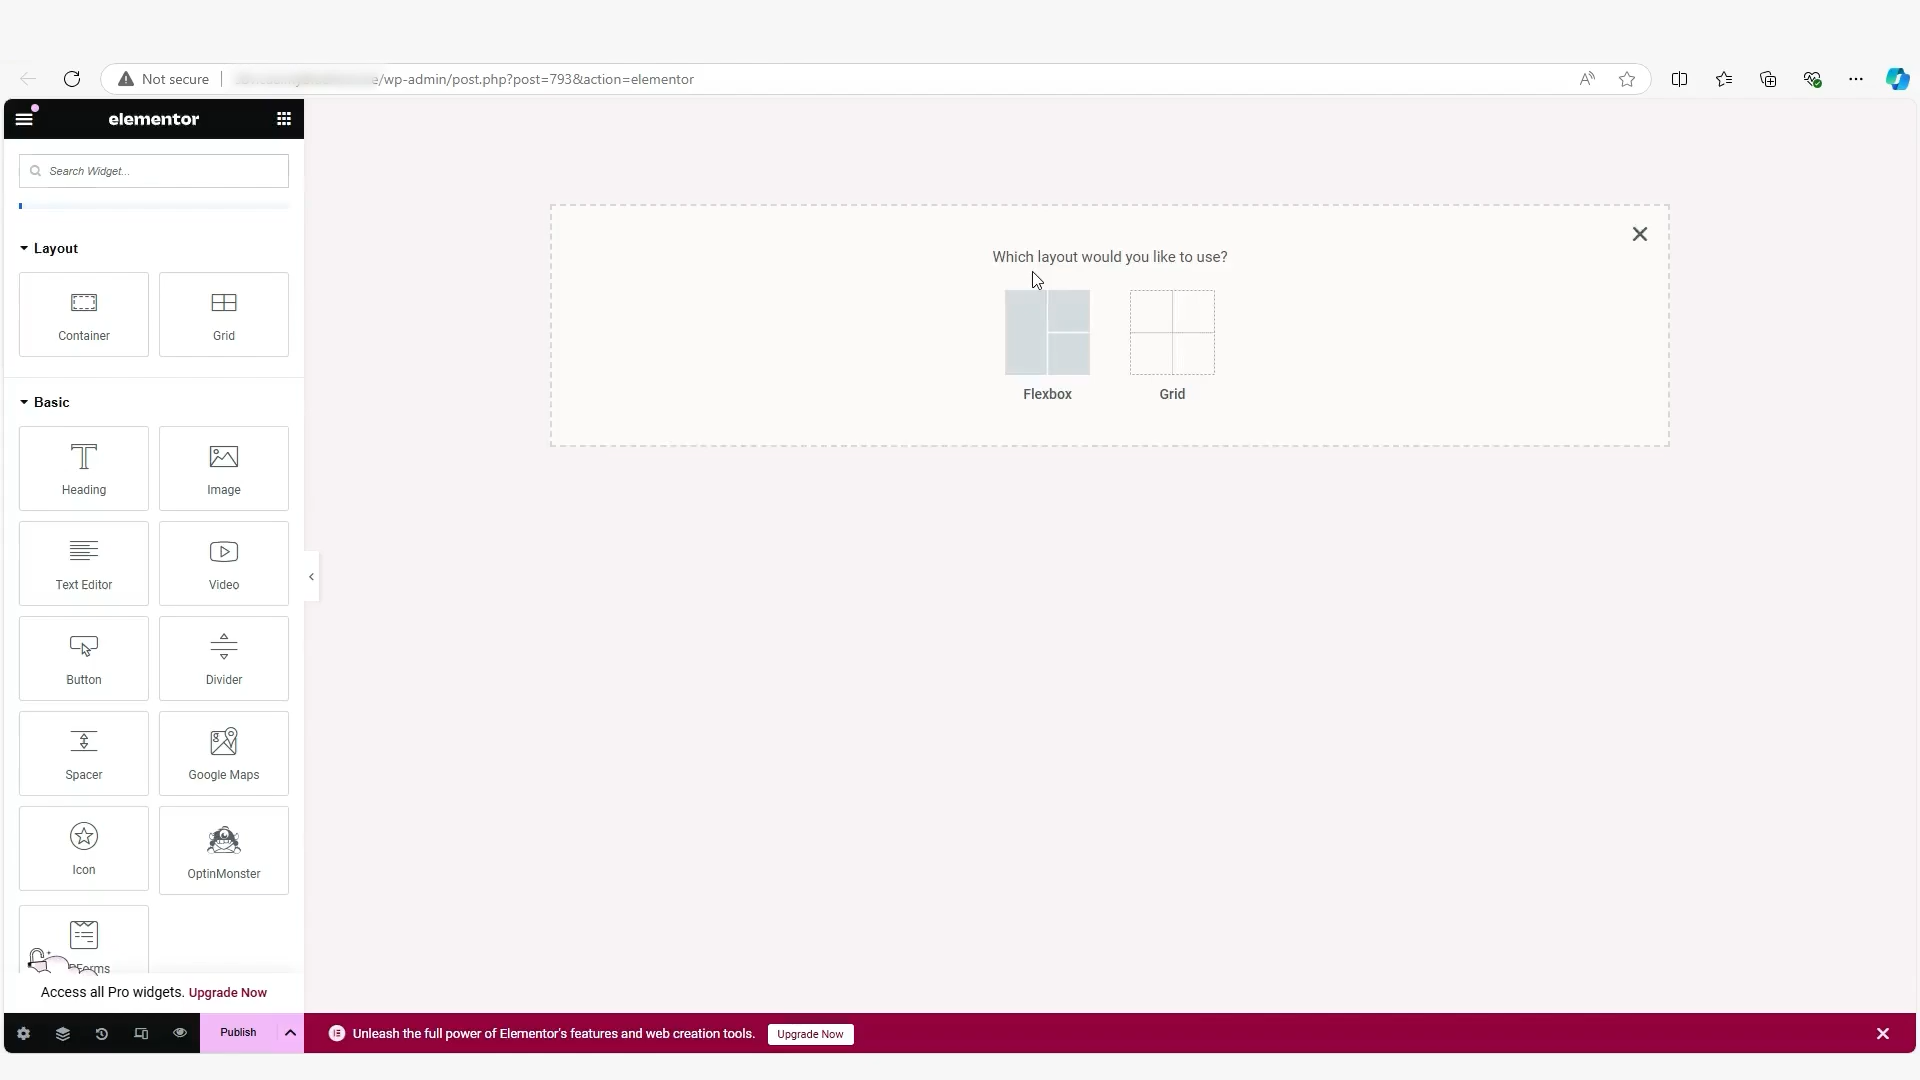 Not secure
e/wp-admin/post.php?post=793&action=elementor
elementor
Search Widget...
Layout
Container
Grid
Basic
Heading
Image
Text Editor
Video
Button
Divider
Spacer
Google Maps
Icon
OptinMonster
Access all Pro widgets. Upgrade Now
Publish
Which layout would you like to use?
Flexbox
Grid
Unleash the full power of Elementor's features and web creation tools.
Upgrade Now